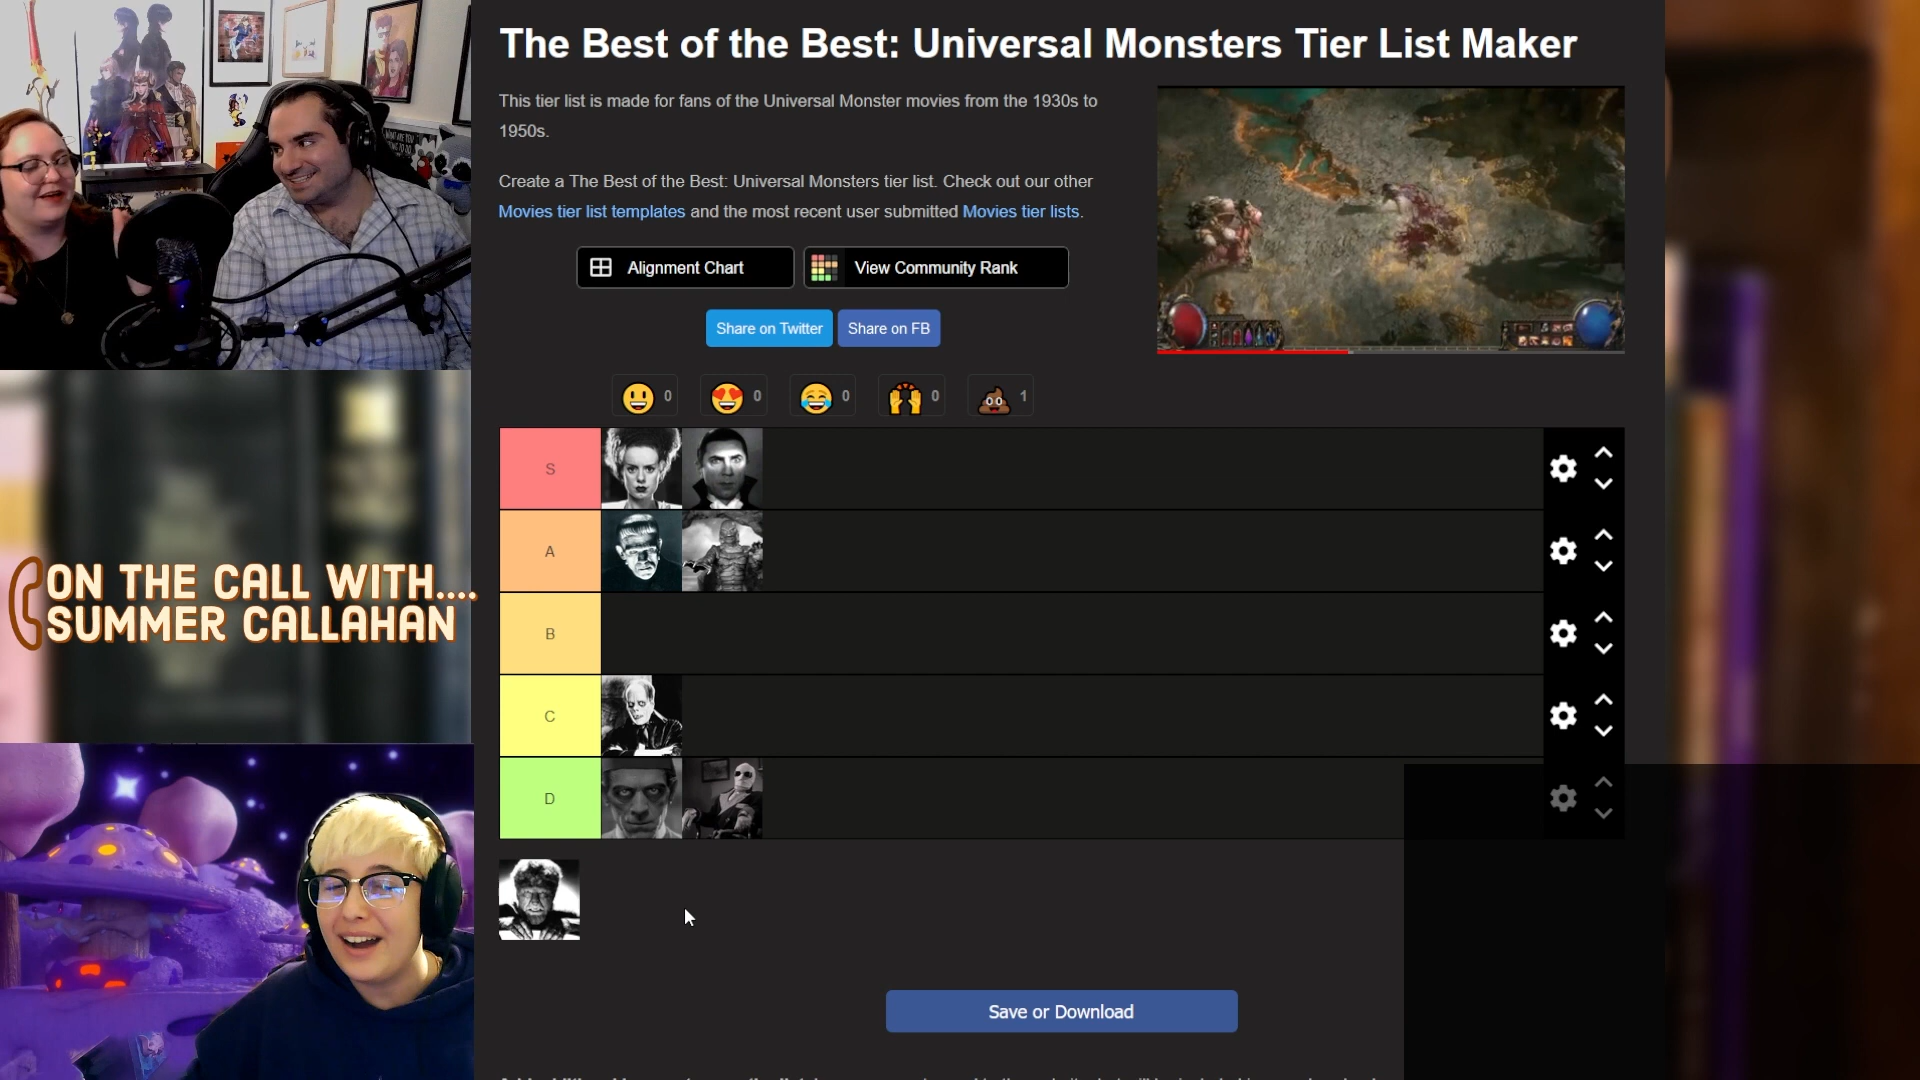 The Best of the Best: Universal Monsters Tier List Maker
This tier list is made for fans of the Universal Monster movies from the 1930s to
1950s.
Create a The Best of the Best: Universal Monsters tier list. Check out our other
Movies tier list templates and the most recent user submitted Movies tier lists.
Alignment Chart
View Community Rank
Share on Twitter
Share on FB
0
0
0
0
1
S
A
B
C
D
ON THE CALL WITH....
SUMMER CALLAHAN
Save or Download